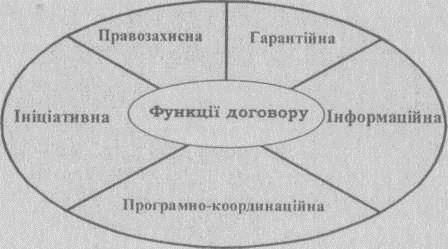 Правозахисна
Гарантійна
Ініціативна
Функції договору
Інформаційна
Програмно-координаційна